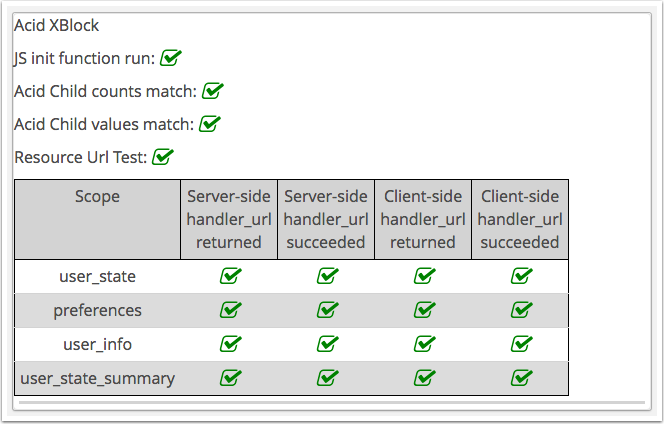 Acid XBlock
JS init function run:
Acid Child counts match:
Acid Child values match:
Resource Url Test:
Scope
Server-side handler_url returned
Server-side handler_url succeeded
Client-side handler_url returned
Client-side handler_url succeeded
user_state
preferences
user_info
user_state_summary